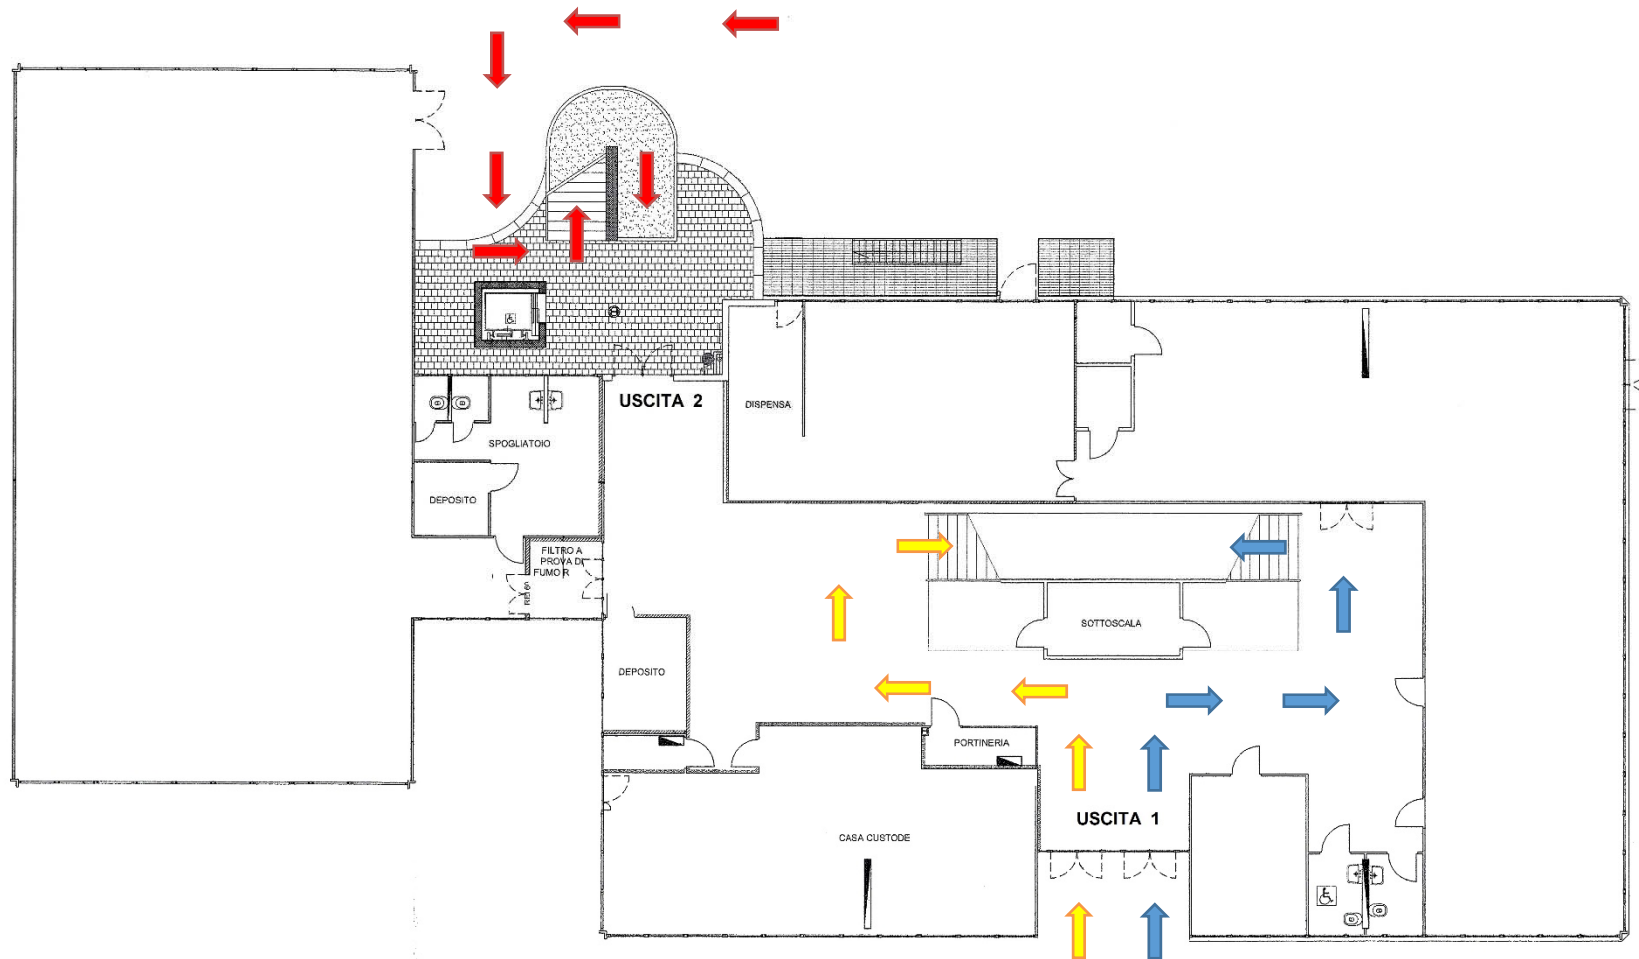 USCITA 2
DISPENSA
SPOGLIATOIO
DEPOSITO
FILTRO A
PROVA DI
FUMO R
SOTTOSCALA
DEPOSITO
PORTINERIA
USCITA 1
CASA CUSTODE